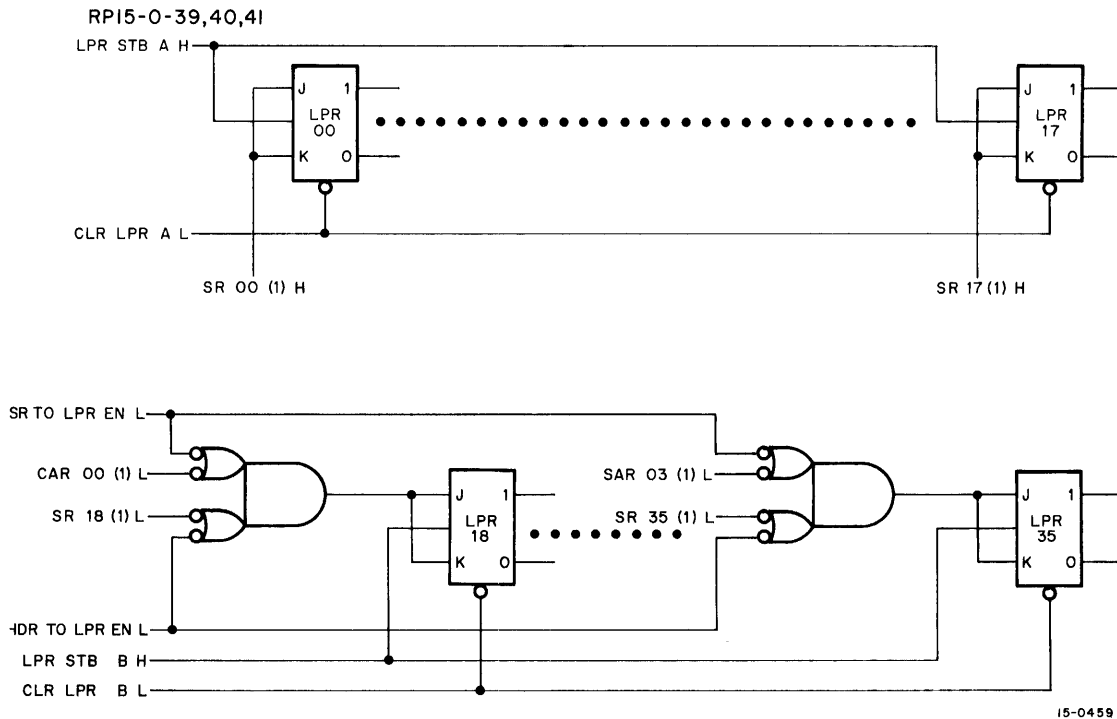 RP15-0-39,40,41
LPR STB A H
J 1
LPR
00
K 0
J 1
LPR
17
K 0
CLR LPR A L
SR 00 (1) H
SR 17 (1) H
SR TO LPR EN L
CAR 00 (1) L
SAR 03 (1) L
SR 18 (1) L
SR 35 (1) L
J 1
LPR
18
K 0
J 1
LPR
35
K 0
HDR TO LPR EN L
LPR STB B H
CLR LPR B L
15-0459